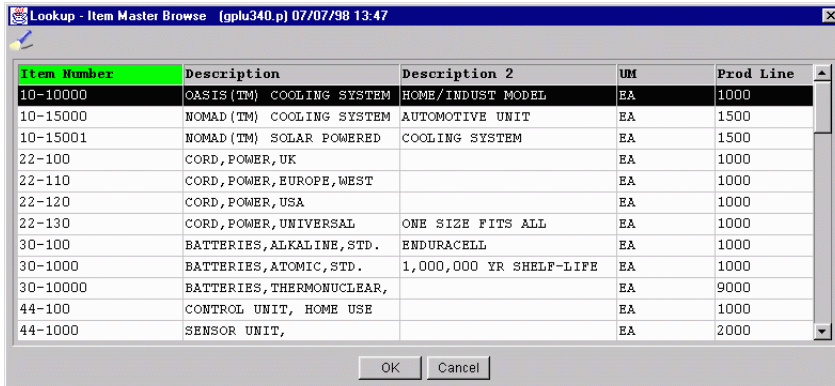 Lookup - Item Master Browse (gplu340.p) 07/07/98 13:47
Item Number Description Description 2 UM Prod Line
10-10000 OASIS(TM) COOLING SYSTEM HOME/INDUST MODEL EA 1000
10-15000 NOMAD(TM) COOLING SYSTEM AUTOMOTIVE UNIT EA 1500
10-15001 NOMAD(TM) SOLAR POWERED COOLING SYSTEM EA 1500
22-100 CORD,POWER,UK EA 1000
22-110 CORD,POWER,EUROPE,WEST EA 1000
22-120 CORD,POWER,USA EA 1000
22-130 CORD,POWER,UNIVERSAL ONE SIZE FITS ALL EA 1000
30-100 BATTERIES,ALKALINE,STD. ENDURACELL EA 1000
30-1000 BATTERIES,ATOMIC,STD. 1,000,000 YR SHELF-LIFE EA 1000
30-10000 BATTERIES,THERMONUCLEAR, EA 9000
44-100 CONTROL UNIT, HOME USE EA 1000
44-1000 SENSOR UNIT, EA 2000
OK Cancel